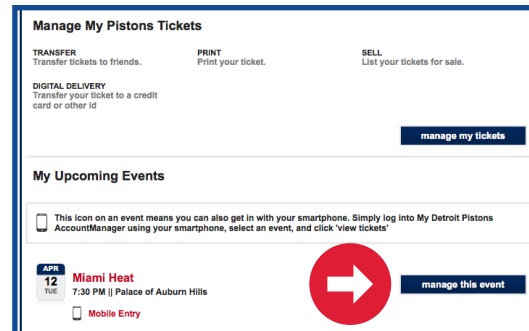 Manage My Pistons Tickets
TRANSFER
Transfer tickets to friends.
PRINT
Print your ticket.
SELL
List your tickets for sale.
DIGITAL DELIVERY
Transfer your ticket to a credit
card or other id
manage my tickets
My Upcoming Events
This icon on an event means you can also get in with your smartphone. Simply log into My Detroit Pistons
AccountManager using your smartphone, select an event, and click 'view tickets'
APR
12
TUE
Miami Heat
7:30 PM || Palace of Auburn Hills
Mobile Entry
manage this event